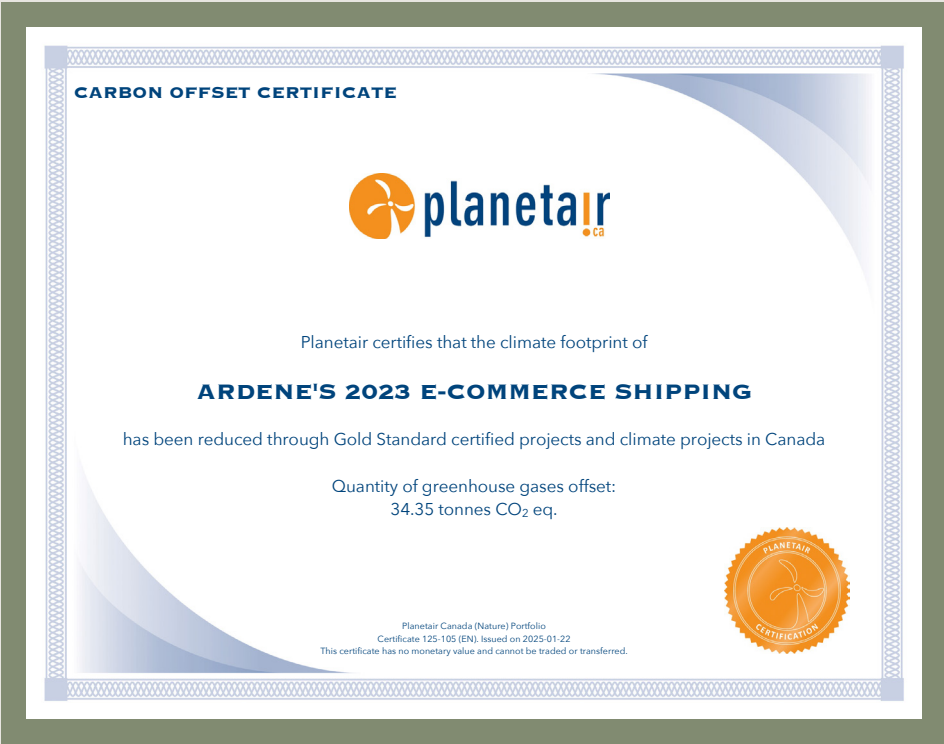 CARBON OFFSET CERTIFICATE
planetair
.ca
Planetair certifies that the climate footprint of
ARDENE'S 2023 E-COMMERCE SHIPPING
has been reduced through Gold Standard certified projects and climate projects in Canada
Quantity of greenhouse gases offset:
34.35 tonnes CO₂ eq.
PLANETAIR
CERTIFICATION
Planetair Canada (Nature) Portfolio
Certificate 125-105 (EN). Issued on 2025-01-22
This certificate has no monetary value and cannot be traded or transferred.